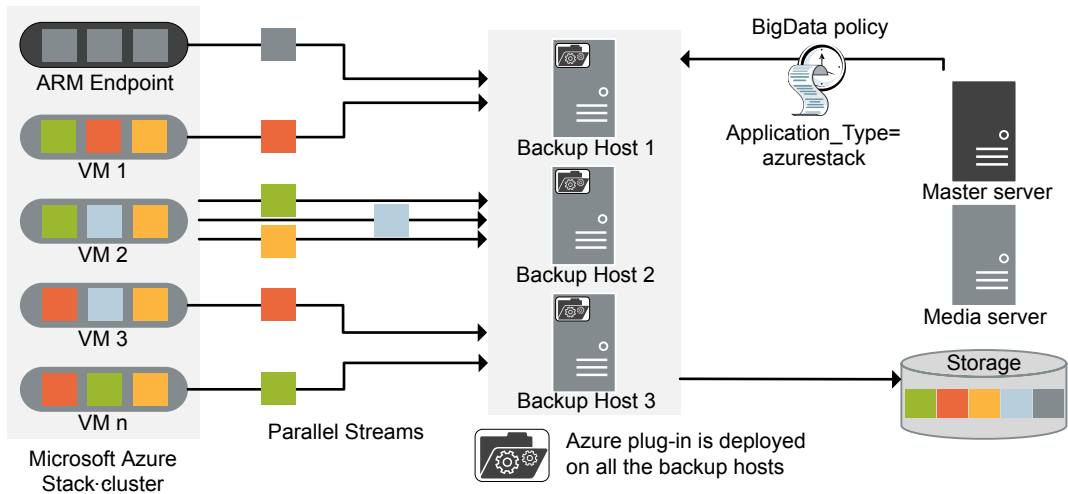 ARM Endpoint
VM 1
VM 2
VM 3
VM n
Microsoft Azure
Stack·cluster
Parallel Streams
Backup Host 1
Backup Host 2
Backup Host 3
Azure plug-in is deployed
on all the backup hosts
BigData policy
Application_Type=
azurestack
Master server
Media server
Storage